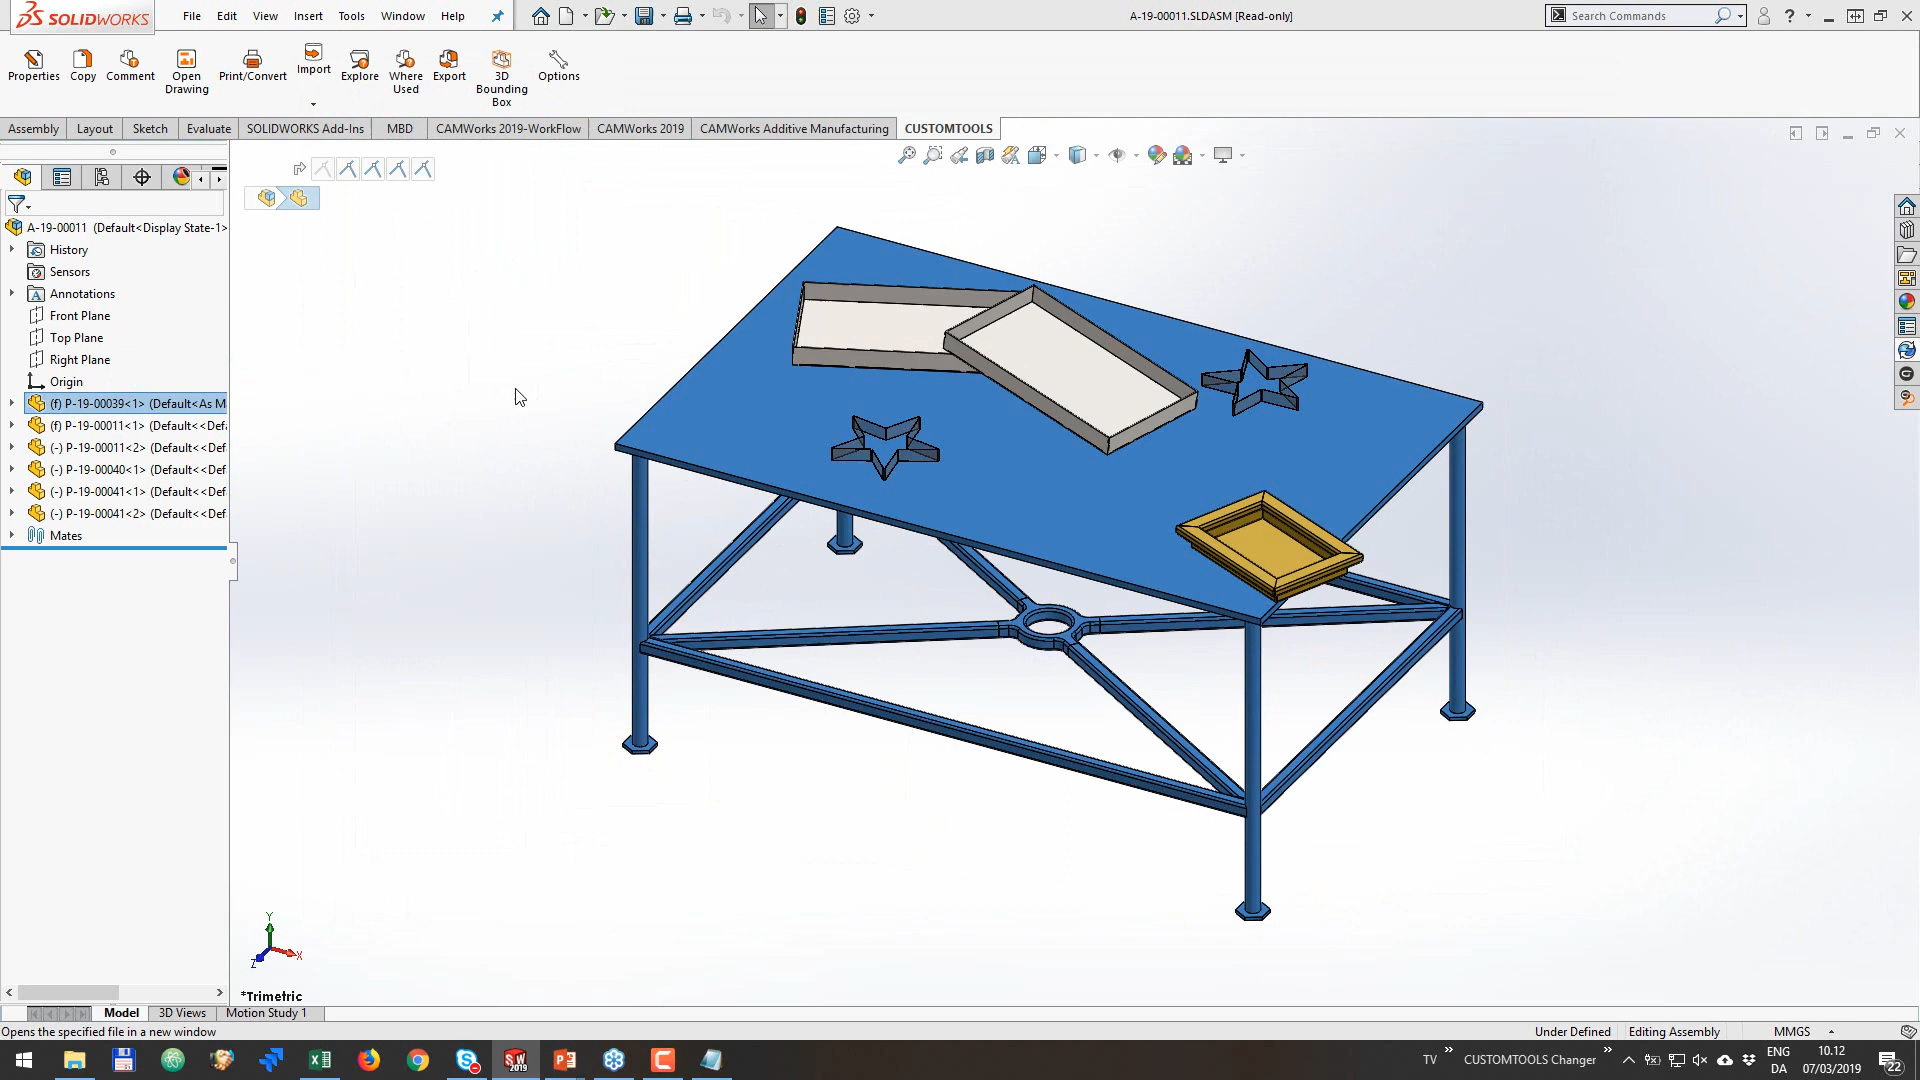 SOLIDWORKS File Edit View Insert Tools Window Help A-19-00011.SLDASM [Read-only] Search Commands ?
Properties Copy Comment Open Drawing Print/Convert Import Explore Where Used Export 3D Bounding Box Options
Assembly Layout Sketch Evaluate SOLIDWORKS Add-Ins MBD CAMWorks 2019-WorkFlow CAMWorks 2019 CAMWorks Additive Manufacturing CUSTOMTOOLS
A-19-00011 (Default<Display State-1>
History
Sensors
Annotations
Front Plane
Top Plane
Right Plane
Origin
(f) P-19-00039<1> (Default<As M
(f) P-19-00011<1> (Default<<Def
(-) P-19-00011<2> (Default<<Def
(-) P-19-00040<1> (Default<<Def
(-) P-19-00041<1> (Default<<Def
(-) P-19-00041<2> (Default<<Def
Mates
Y
X
Z
*Trimetric
Model 3D Views Motion Study 1
Opens the specified file in a new window Under Defined Editing Assembly MMGS
SW 2019 TV » CUSTOMTOOLS Changer » ENG DA 10.12 07/03/2019 22